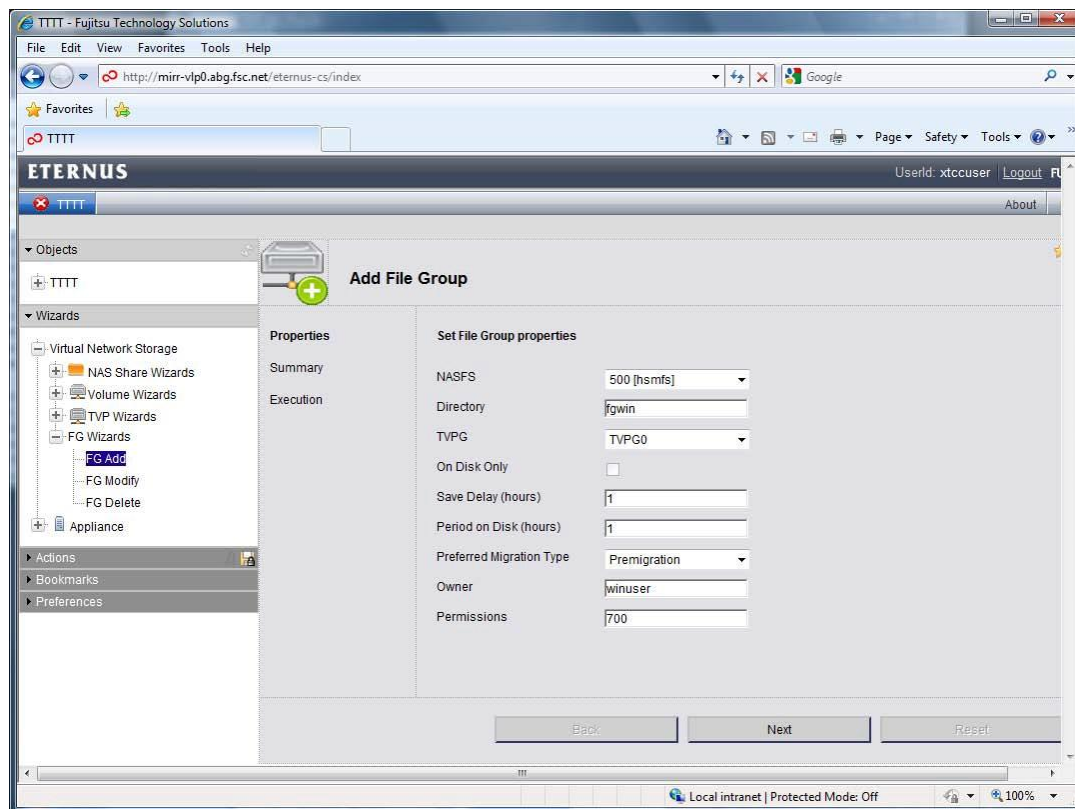 TTTT - Fujitsu Technology Solutions
File Edit View Favorites Tools Help
http://mirr-vlp0.abg.fsc.net/eternus-cs/index
Google
Favorites
TTTT
Page Safety Tools
ETERNUS
UserId: xtccuser Logout
TTTT
About
Objects
TTTT
Wizards
Virtual Network Storage
NAS Share Wizards
Volume Wizards
TVP Wizards
FG Wizards
FG Add
FG Modify
FG Delete
Appliance
Actions
Bookmarks
Preferences
Add File Group
Properties
Summary
Execution
Set File Group properties
NASFS 500 [hsmfs]
Directory fgwin
TVPG TVPG0
On Disk Only
Save Delay (hours) 1
Period on Disk (hours) 1
Preferred Migration Type Premigration
Owner winuser
Permissions 700
Back Next Reset
Local intranet | Protected Mode: Off
100%